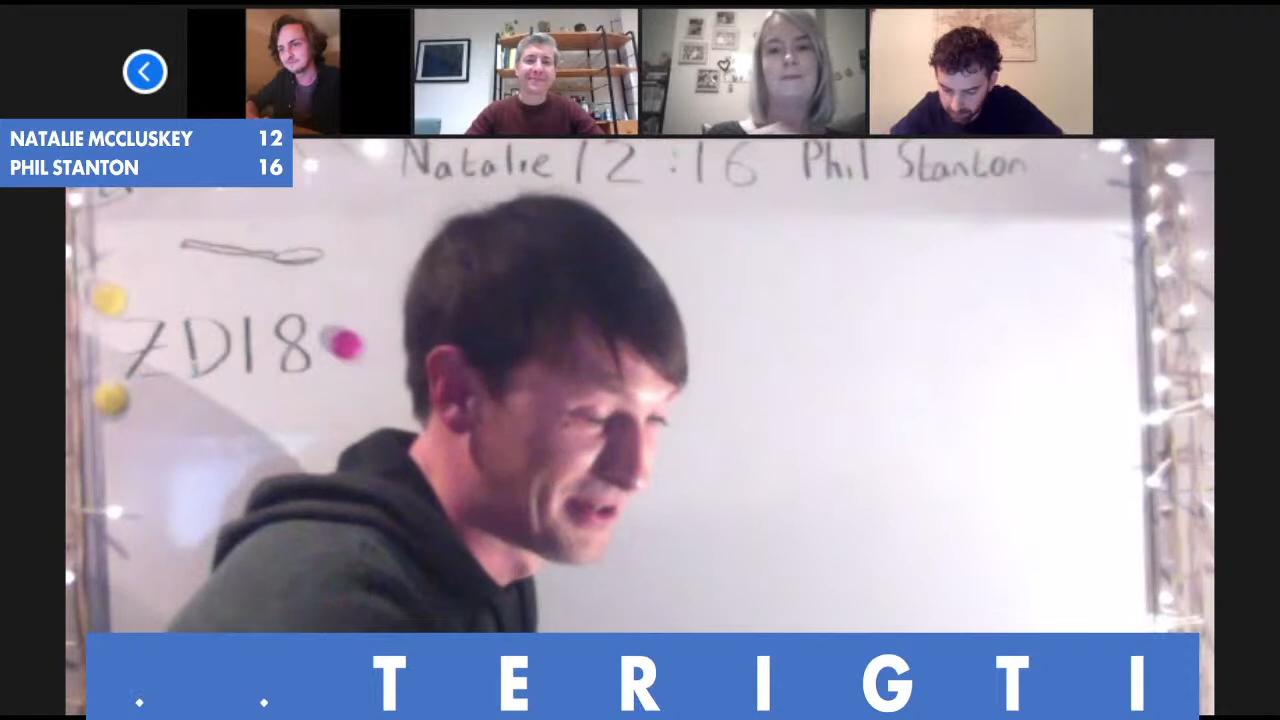 NATALIE MCCLUSKEY 12
PHIL STANTON 16
Natalie 12 : 16 Phil Stanton
ZD18
. . T E R I G T I